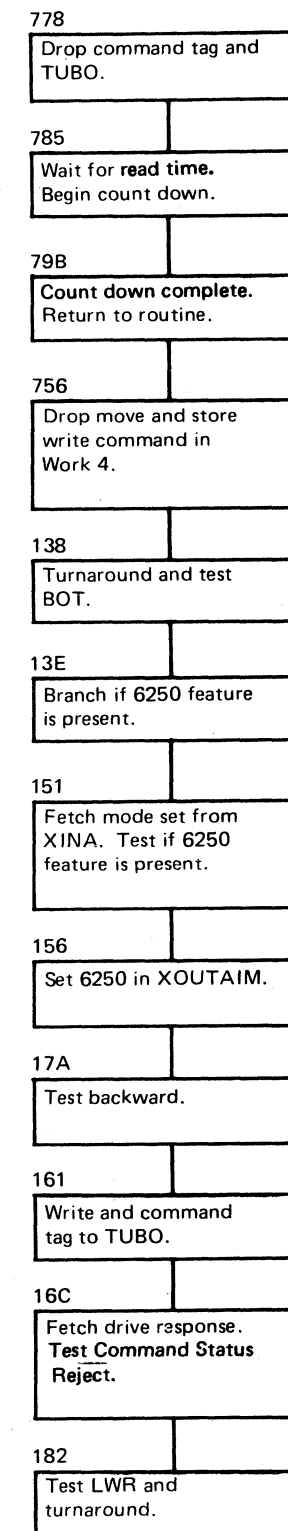 778
Drop command tag and
TUBO.
785
Wait for read time.
Begin count down.
79B
Count down complete.
Return to routine.
756
Drop move and store
write command in
Work 4.
138
Turnaround and test
BOT.
13E
Branch if 6250 feature
is present.
151
Fetch mode set from
XINA. Test if 6250
feature is present.
156
Set 6250 in XOUTAIM.
17A
Test backward.
161
Write and command
tag to TUBO.
16C
Fetch drive response.
Test Command Status
Reject.
182
Test LWR and
turnaround.